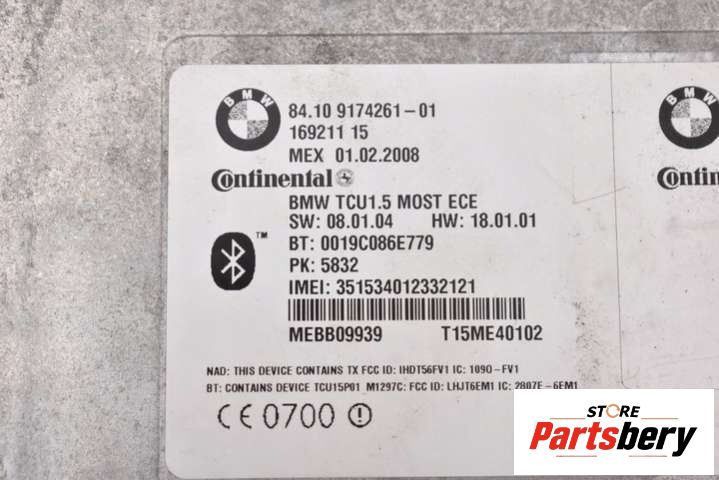 BMW
84.10 9174261-01
169211 15
MEX 01.02.2008
Continental
BMW TCU1.5 MOST ECE
SW: 08.01.04 HW: 18.01.01
BT: 0019C086E779
PK: 5832
IMEI: 351534012332121
MEBB09939 T15ME40102
NAD: THIS DEVICE CONTAINS TX FCC ID: IHDT56FV1 IC: 1090-FV1
BT: CONTAINS DEVICE TCU15P01_M1297C: FCC ID: LHJT6EM1 IC: 2807E-6EM1
CE 0700
TM
BMW
Contin
STORE
Partsbery